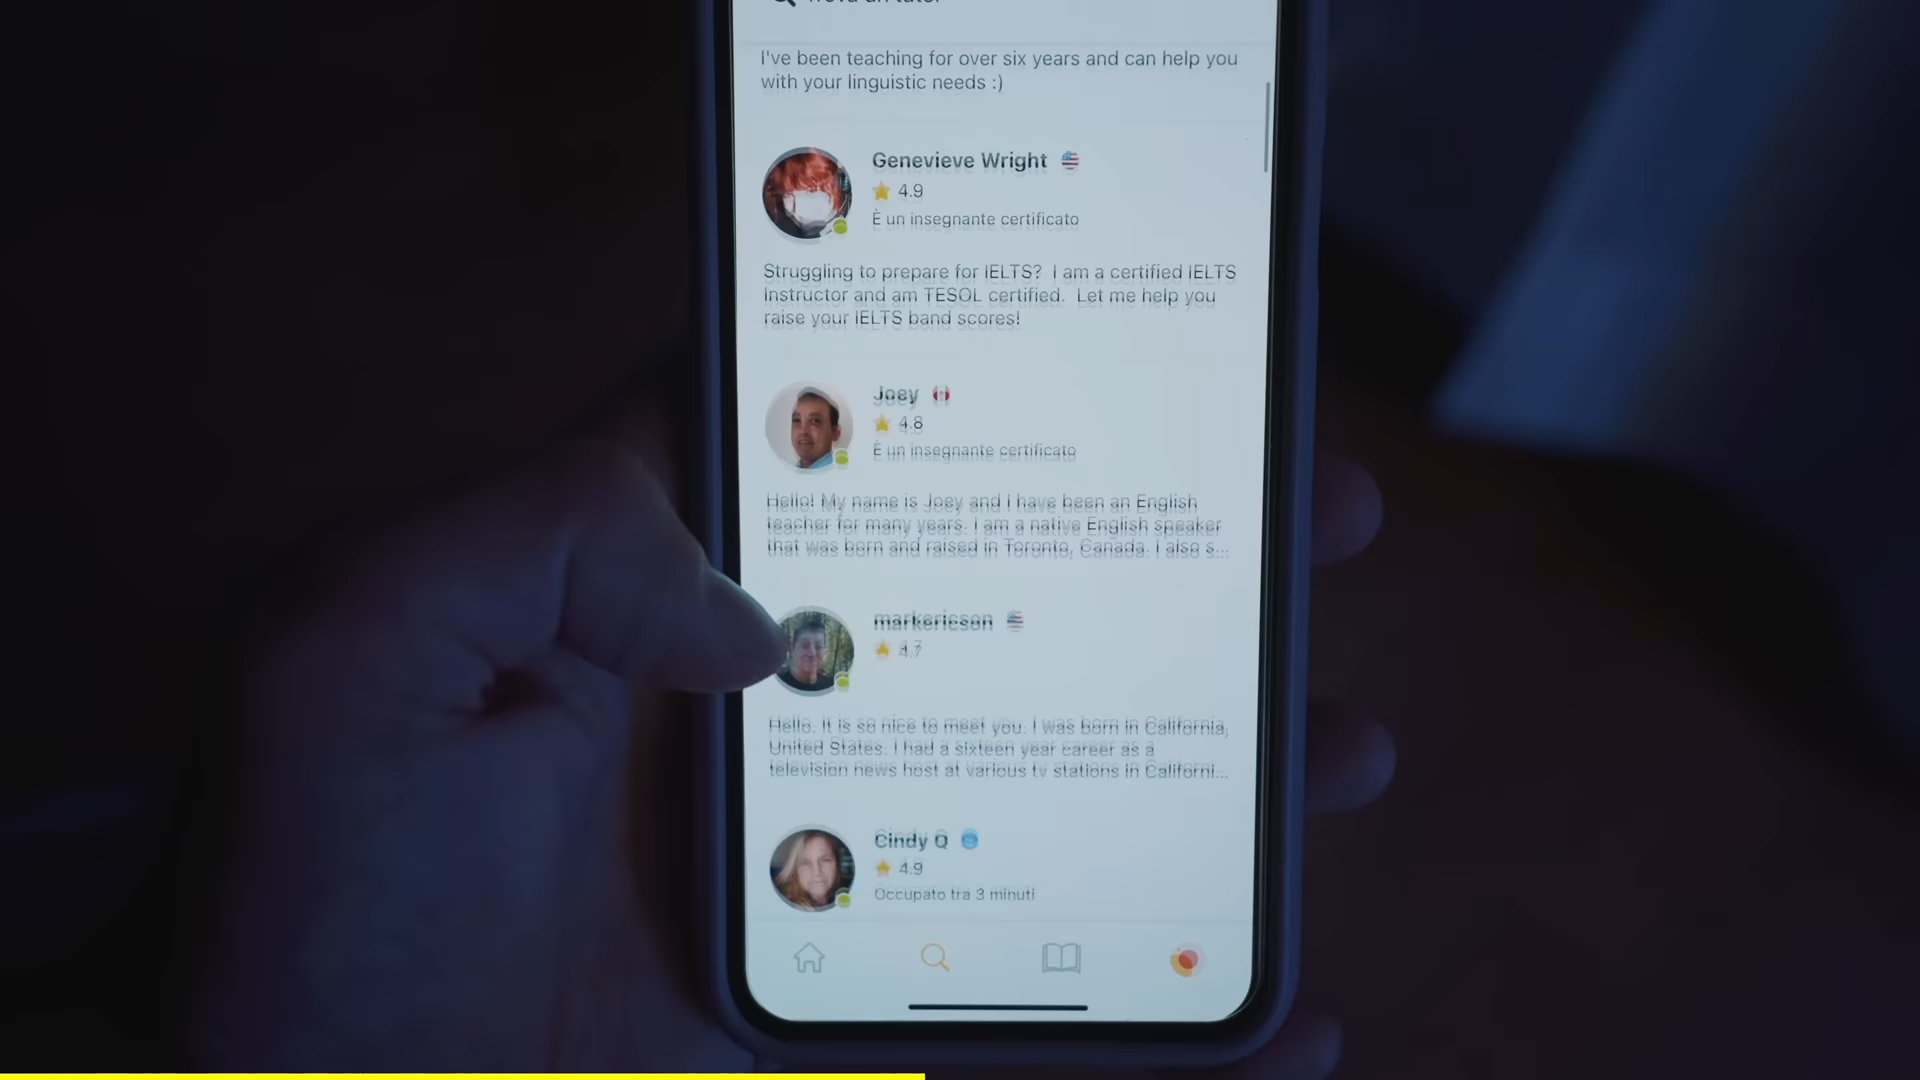 Trova un tutor
I've been teaching for over six years and can help you
with your linguistic needs :)
Genevieve Wright
4.9
È un insegnante certificato
Struggling to prepare for IELTS? I am a certified IELTS
Instructor and am TESOL certified. Let me help you
raise your IELTS band scores!
Joey
4.8
È un insegnante certificato
Hello! My name is Joey and I have been an English
teacher for many years. I am a native English speaker
that was born and raised in Toronto, Canada. I also s...
markericson
4.7
Hello. It is so nice to meet you. I was born in California,
United States. I had a sixteen year career as a
television news host at various tv stations in Californi...
Cindy Q
4.9
Occupato tra 3 minuti